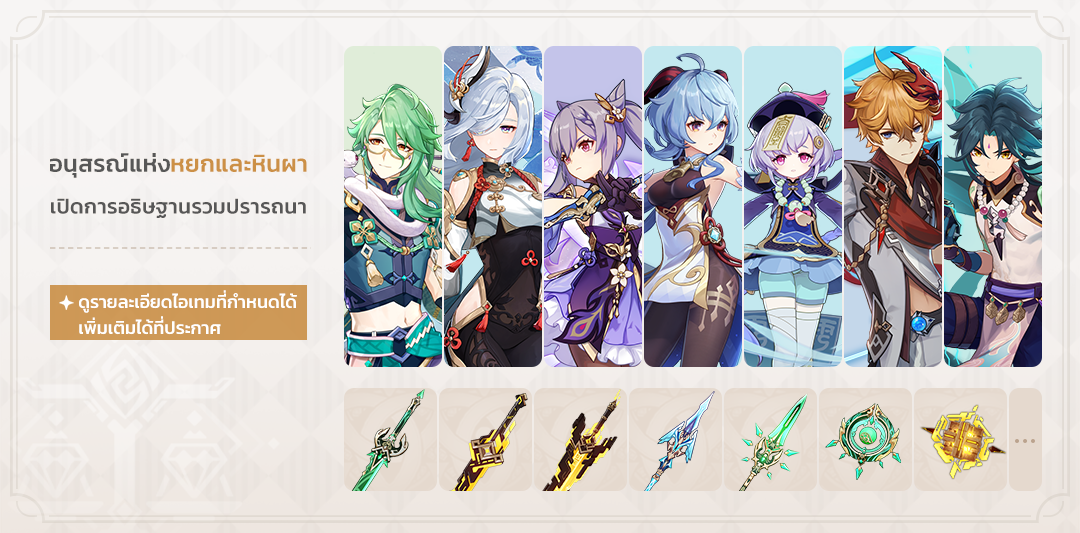 อนุสรณ์แห่งหยกและหินผา
เปิดการอธิษฐานรวมปรารถนา
ดูรายละเอียดไอเทมที่กำหนดได้
เพิ่มเติมได้ที่ประกาศ